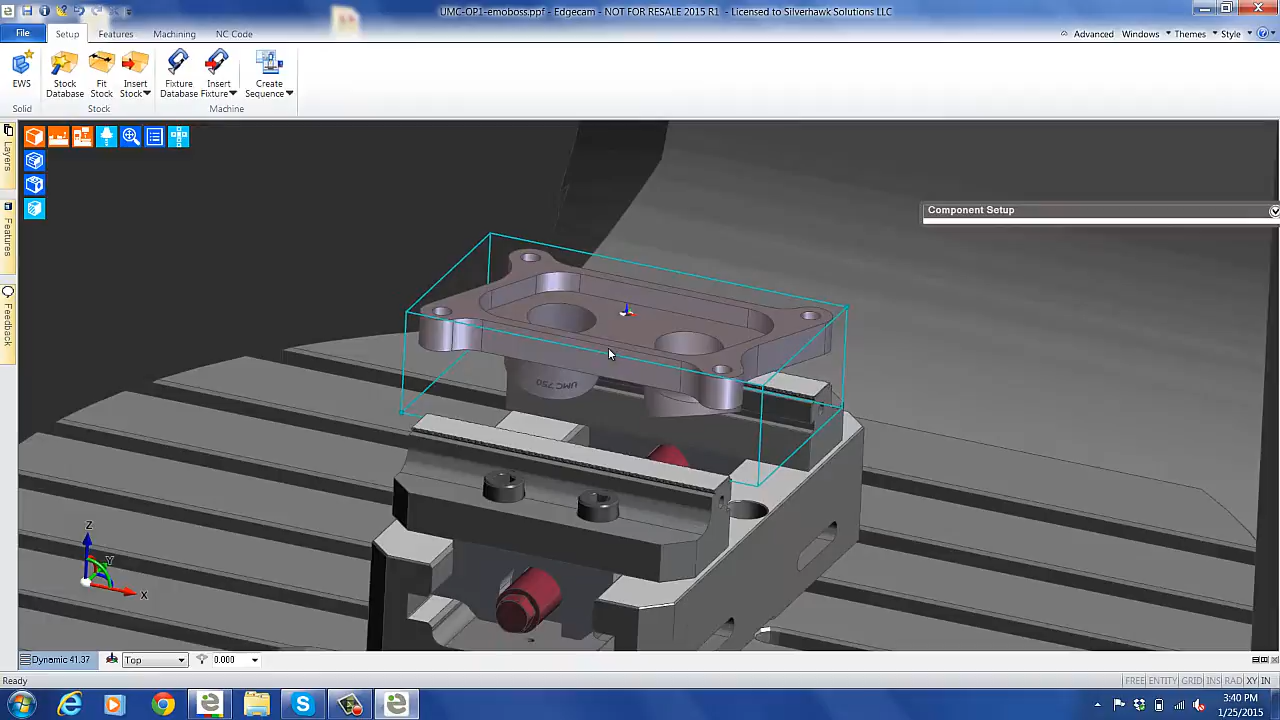 UMC-OP1-emoboss.ppf - Edgecam - NOT FOR RESALE 2015 R1 - Licensed to Silverhawk Solutions LLC
File Setup Features Machining NC Code Advanced Windows Themes Style
EWS Stock Database Fit Stock Insert Stock Fixture Database Insert Fixture Create Sequence
Solid Stock Machine
Layers
Features
Feedback
Component Setup
UMC 750
Z
Y
X
Dynamic 41.37 Top 0.000
Ready FREE ENTITY GRID INS RAD XY IN
3:40 PM
1/25/2015